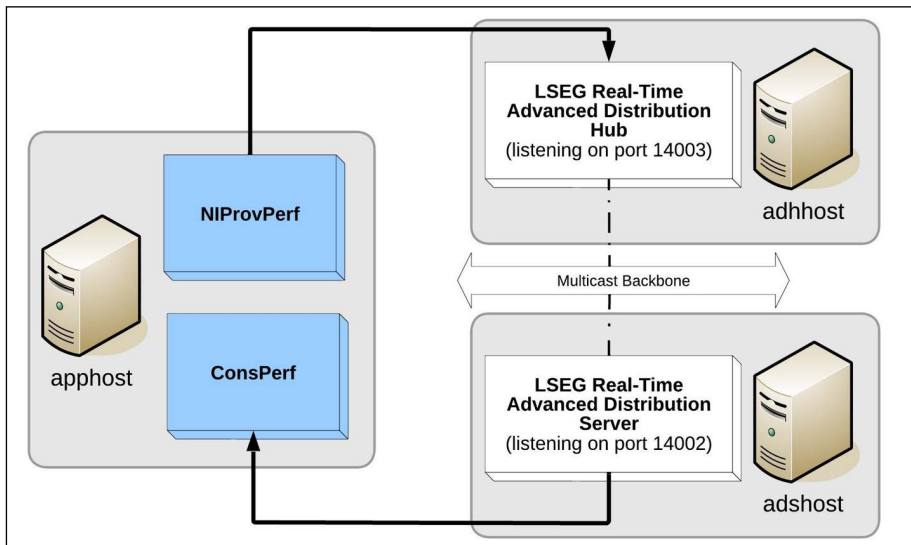 LSEG Real-Time
Advanced Distribution
Hub
(listening on port 14003)
adhhost
NIProvPerf
apphost
ConsPerf
Multicast Backbone
LSEG Real-Time
Advanced Distribution
Server
(listening on port 14002)
adshost